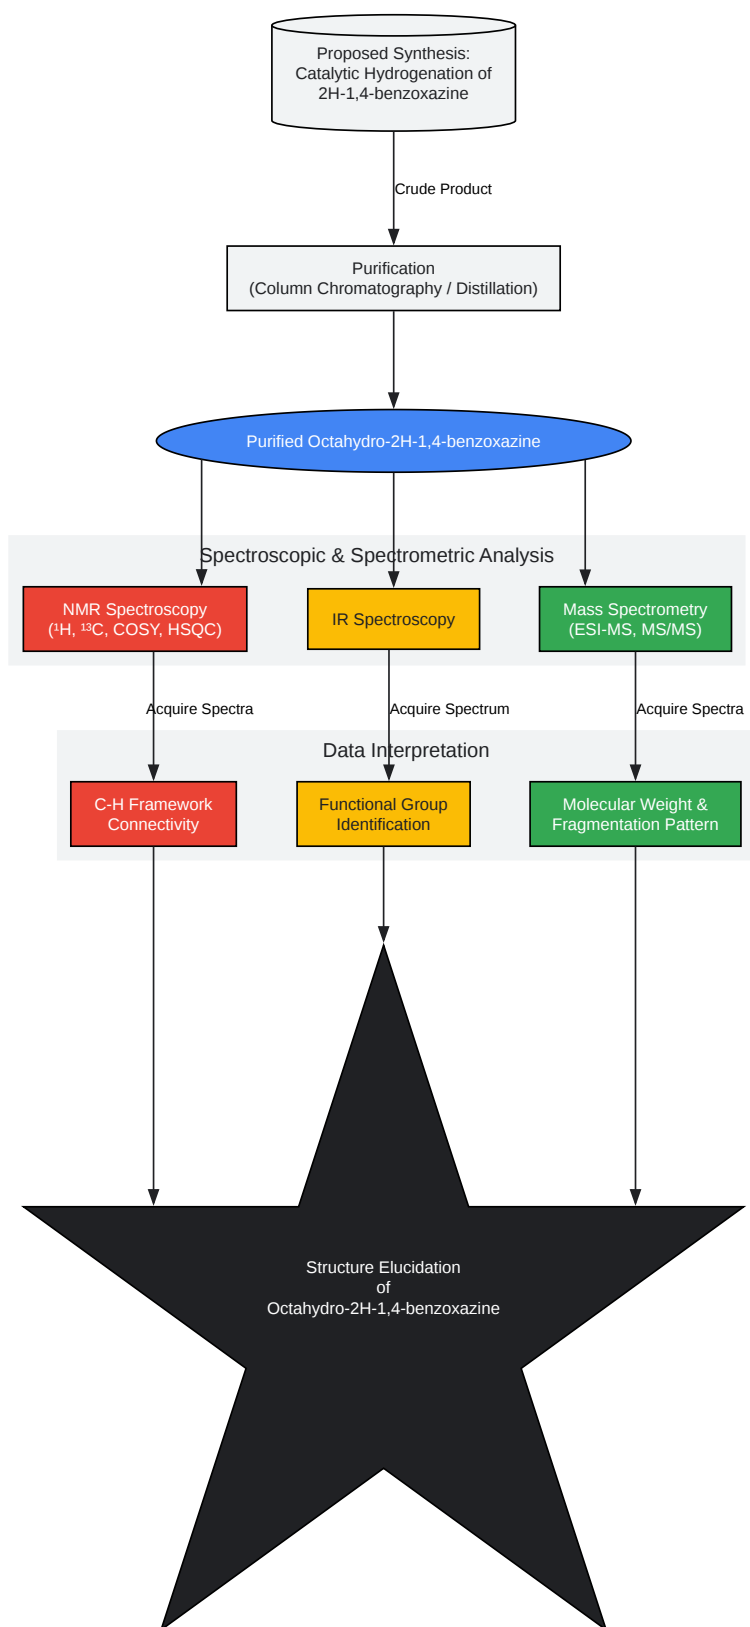 Proposed Synthesis:
Catalytic Hydrogenation of
2H-1,4-benzoxazine
Crude Product
Purification
(Column Chromatography / Distillation)
Purified Octahydro-2H-1,4-benzoxazine
Spectroscopic & Spectrometric Analysis
NMR Spectroscopy
(¹H, ¹³C, COSY, HSQC)
IR Spectroscopy
Mass Spectrometry
(ESI-MS, MS/MS)
Acquire Spectra
Acquire Spectrum
Acquire Spectra
Data Interpretation
C-H Framework
Connectivity
Functional Group
Identification
Molecular Weight &
Fragmentation Pattern
Structure Elucidation
of
Octahydro-2H-1,4-benzoxazine